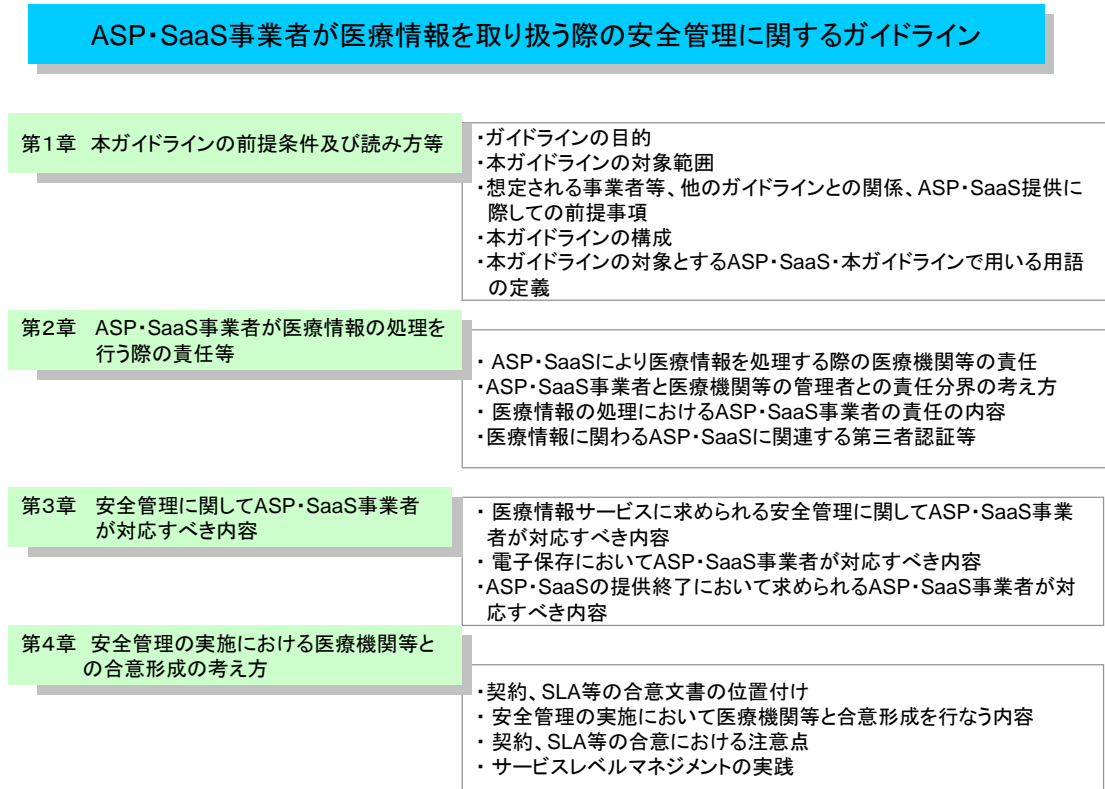 ASP・SaaS事業者が医療情報を取り扱う際の安全管理に関するガイドライン
第1章 本ガイドラインの前提条件及び読み方等
・ガイドラインの目的
・本ガイドラインの対象範囲
・想定される事業者等、他のガイドラインとの関係、ASP・SaaS提供に
際しての前提事項
・本ガイドラインの構成
・本ガイドラインの対象とするASP・SaaS・本ガイドラインで用いる用語
の定義
第2章 ASP・SaaS事業者が医療情報の処理を
行う際の責任等
・ ASP・SaaSにより医療情報を処理する際の医療機関等の責任
・ASP・SaaS事業者と医療機関等の管理者との責任分界の考え方
・ 医療情報の処理におけるASP・SaaS事業者の責任の内容
・医療情報に関わるASP・SaaSに関連する第三者認証等
第3章 安全管理に関してASP・SaaS事業者
が対応すべき内容
・ 医療情報サービスに求められる安全管理に関してASP・SaaS事業
者が対応すべき内容
・ 電子保存においてASP・SaaS事業者が対応すべき内容
・ASP・SaaSの提供終了において求められるASP・SaaS事業者が対
応すべき内容
第4章 安全管理の実施における医療機関等と
の合意形成の考え方
・契約、SLA等の合意文書の位置付け
・ 安全管理の実施において医療機関等と合意形成を行なう内容
・ 契約、SLA等の合意における注意点
・ サービスレベルマネジメントの実践